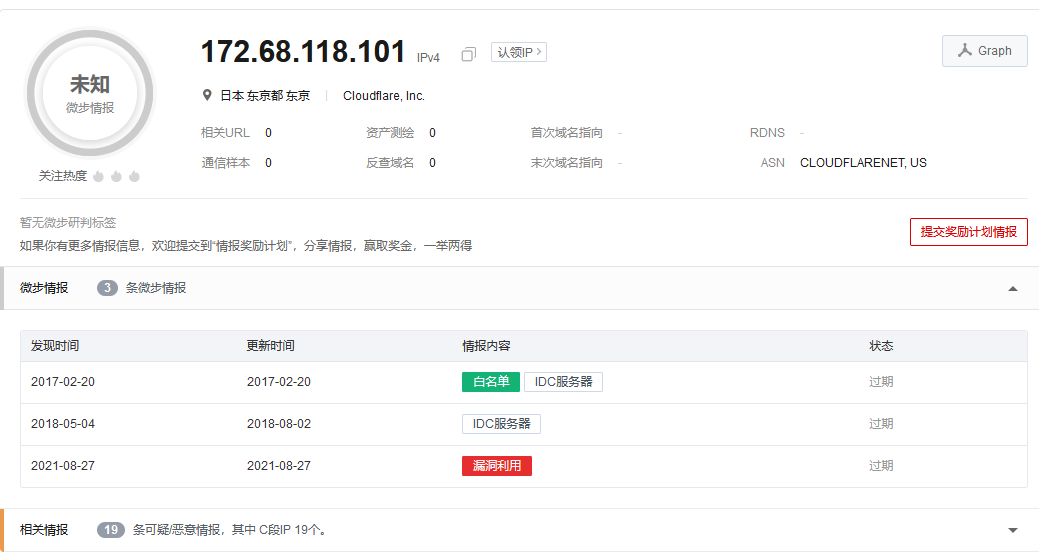 未知
微步情报
关注热度
172.68.118.101 IPv4 认领IP
Graph
日本 东京都 东京 Cloudflare, Inc.
相关URL 0 资产测绘 0 首次域名指向 - RDNS -
通信样本 0 反查域名 0 末次域名指向 - ASN CLOUDFLARENET, US
暂无微步研判标签
如果你有更多情报信息，欢迎提交到“情报奖励计划”，分享情报，赢取奖金，一举两得
提交奖励计划情报
微步情报 3 条微步情报
发现时间 更新时间 情报内容 状态
2017-02-20 2017-02-20 白名单 IDC服务器 过期
2018-05-04 2018-08-02 IDC服务器 过期
2021-08-27 2021-08-27 漏洞利用 过期
相关情报 19 条可疑/恶意情报，其中 C段IP 19个。